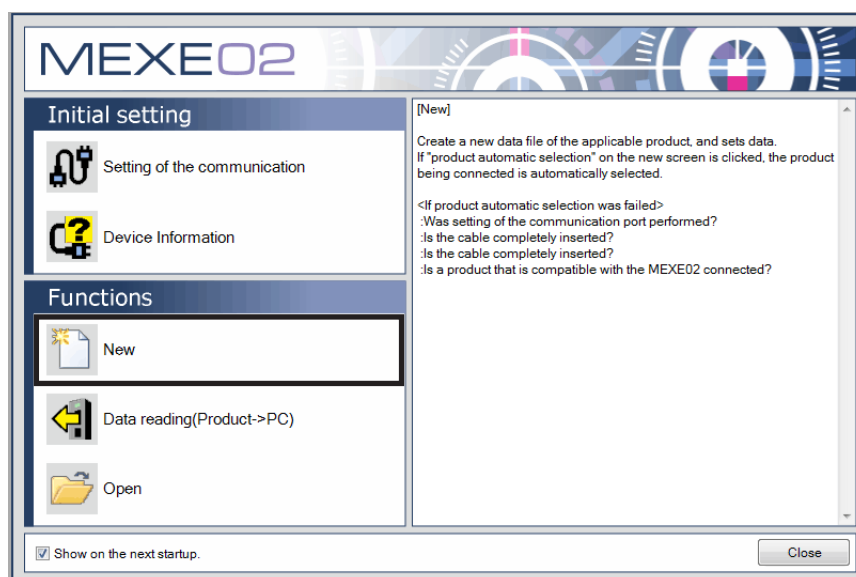 MEXE02
Initial setting
Setting of the communication
Device Information
Functions
New
Data reading(Product->PC)
Open
[New]
Create a new data file of the applicable product, and sets data.
If "product automatic selection" on the new screen is clicked, the product
being connected is automatically selected.
<If product automatic selection was failed>
:Was setting of the communication port performed?
:Is the cable completely inserted?
:Is the cable completely inserted?
:Is a product that is compatible with the MEXE02 connected?
Show on the next startup.
Close